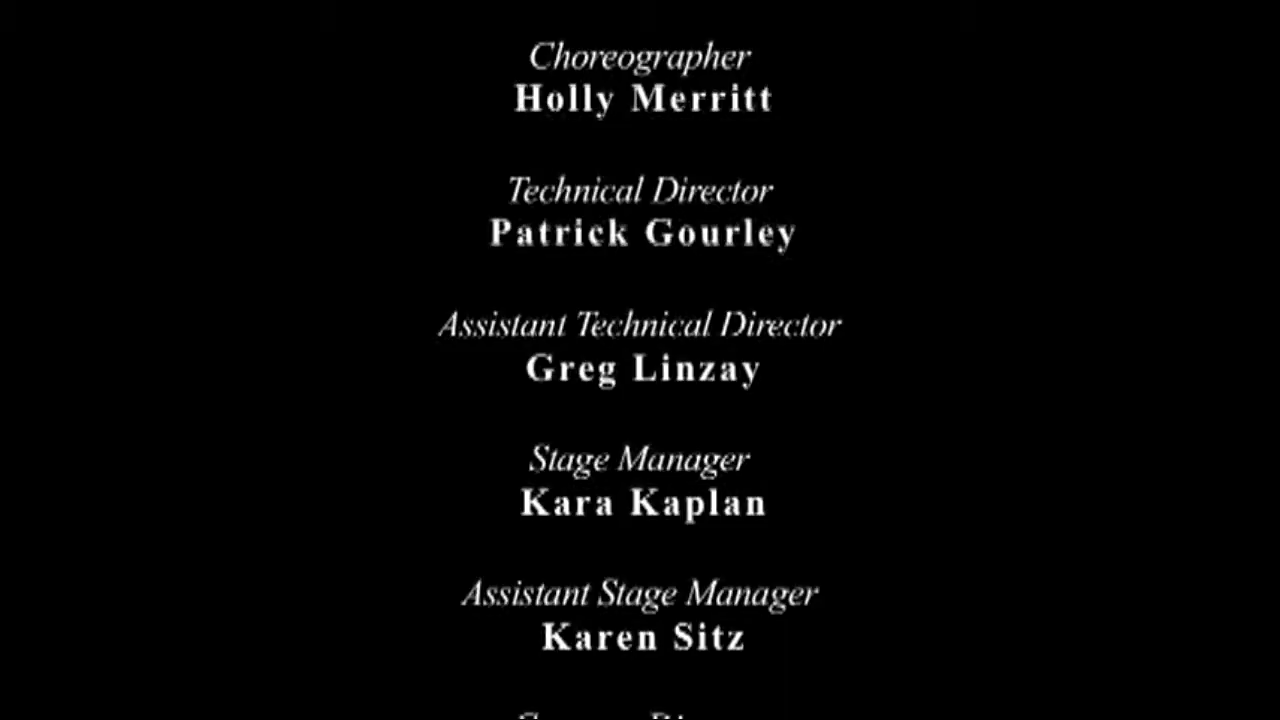 Choreographer
Holly Merritt
Technical Director
Patrick Gourley
Assistant Technical Director
Greg Linzay
Stage Manager
Kara Kaplan
Assistant Stage Manager
Karen Sitz